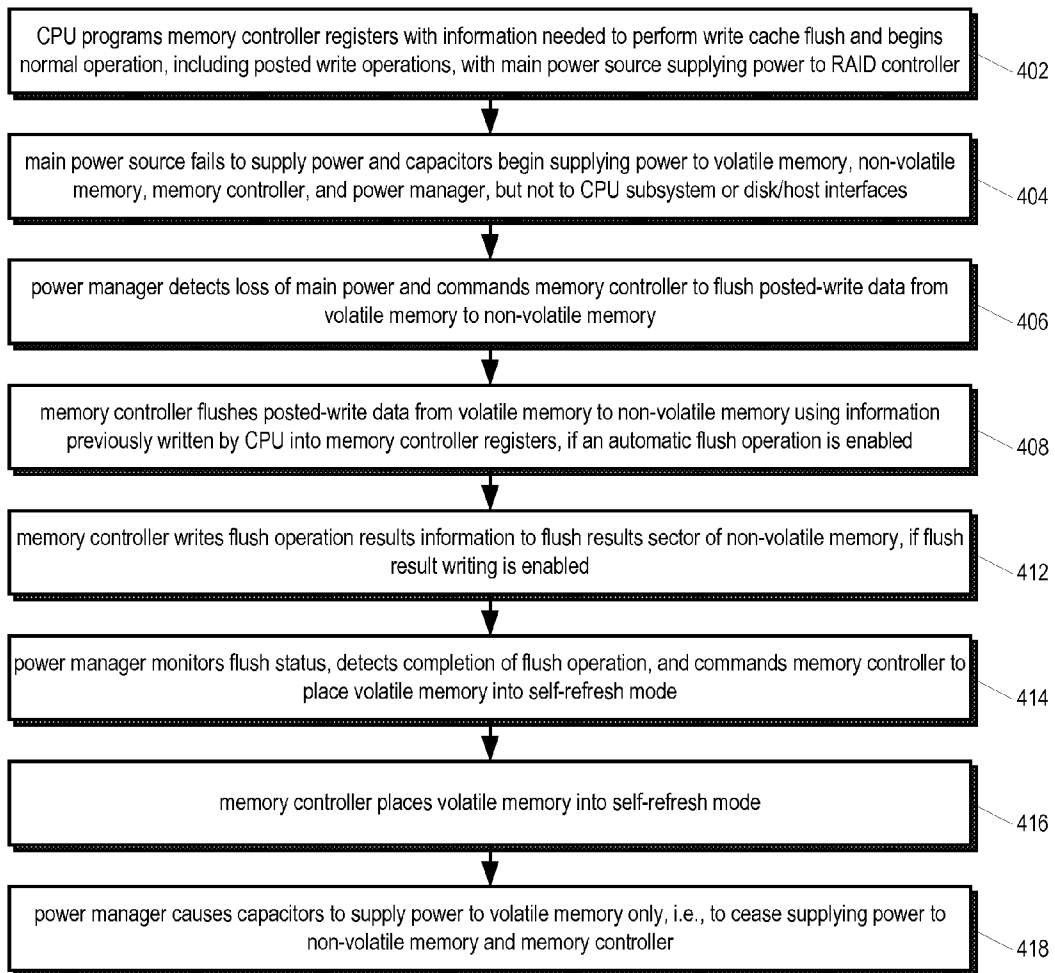 CPU programs memory controller registers with information needed to perform write cache flush and begins
normal operation, including posted write operations, with main power source supplying power to RAID controller
402
main power source fails to supply power and capacitors begin supplying power to volatile memory, non-volatile
memory, memory controller, and power manager, but not to CPU subsystem or disk/host interfaces
404
power manager detects loss of main power and commands memory controller to flush posted-write data from
volatile memory to non-volatile memory
406
memory controller flushes posted-write data from volatile memory to non-volatile memory using information
previously written by CPU into memory controller registers, if an automatic flush operation is enabled
408
memory controller writes flush operation results information to flush results sector of non-volatile memory, if flush
result writing is enabled
412
power manager monitors flush status, detects completion of flush operation, and commands memory controller to
place volatile memory into self-refresh mode
414
memory controller places volatile memory into self-refresh mode
416
power manager causes capacitors to supply power to volatile memory only, i.e., to cease supplying power to
non-volatile memory and memory controller
418